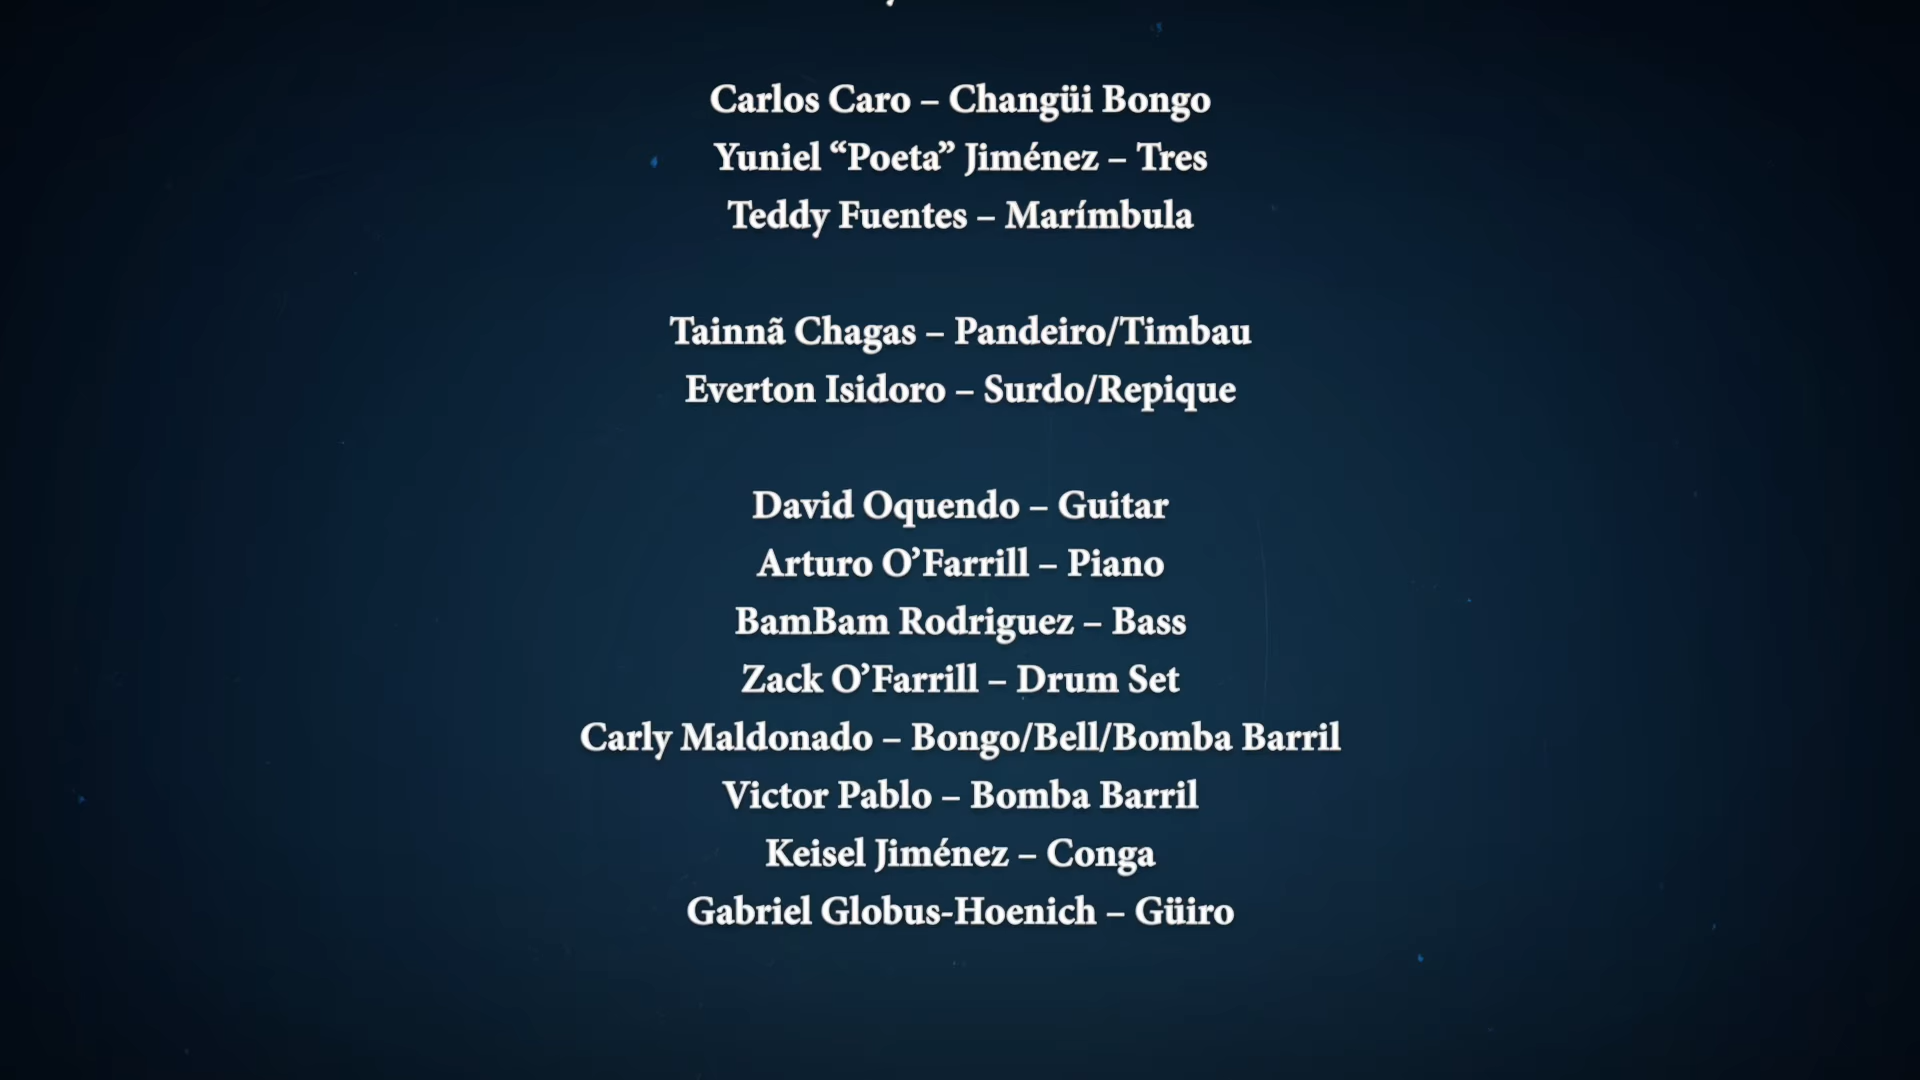 Carlos Caro – Changüi Bongo
Yuniel “Poeta” Jiménez – Tres
Teddy Fuentes – Marímbula
Tainnã Chagas – Pandeiro/Timbau
Everton Isidoro – Surdo/Repique
David Oquendo – Guitar
Arturo O’Farrill – Piano
BamBam Rodriguez – Bass
Zack O’Farrill – Drum Set
Carly Maldonado – Bongo/Bell/Bomba Barril
Victor Pablo – Bomba Barril
Keisel Jiménez – Conga
Gabriel Globus-Hoenich – Güiro